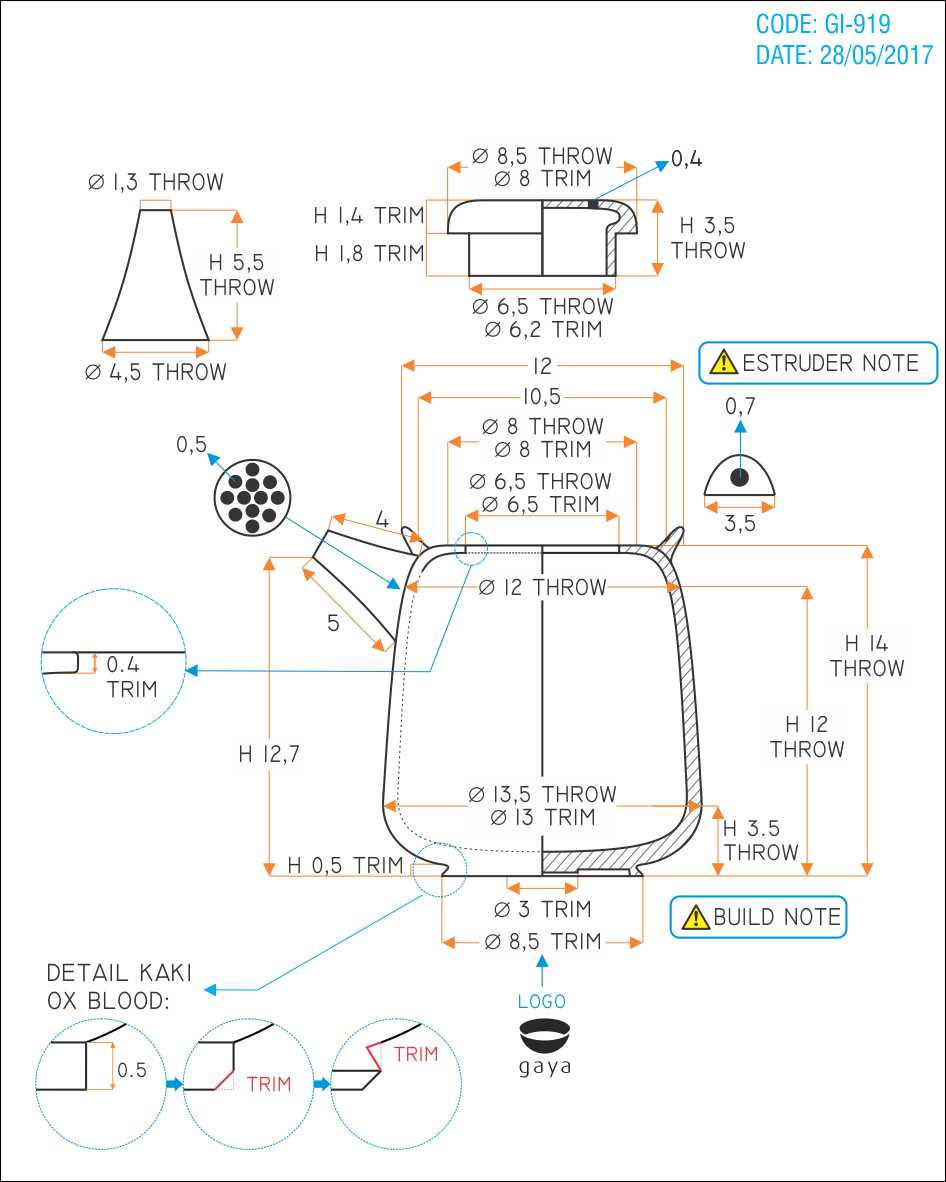 CODE: GI-919
DATE: 28/05/2017
Ø 8,5 THROW
Ø 8 TRIM
0,4
Ø 1,3 THROW
H 1,4 TRIM
H 1,8 TRIM
H 3,5
THROW
H 5,5
THROW
Ø 6,5 THROW
Ø 6,2 TRIM
Ø 4,5 THROW
12
ESTRUDER NOTE
10,5
0,7
Ø 8 THROW
Ø 8 TRIM
0,5
Ø 6,5 THROW
Ø 6,5 TRIM
4
3,5
Ø 12 THROW
5
0.4
TRIM
H 14
THROW
H 12,7
H 12
THROW
Ø 13,5 THROW
Ø 13 TRIM
H 3.5
THROW
H 0,5 TRIM
Ø 3 TRIM
BUILD NOTE
Ø 8,5 TRIM
DETAIL KAKI
OX BLOOD:
LOGO
gaya
0.5
TRIM
TRIM